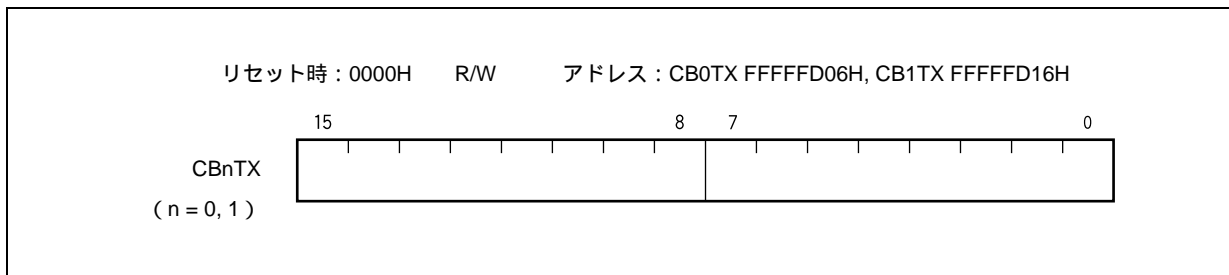 リセット時：0000H　　R/W　　アドレス：CB0TX FFFFFD06H, CB1TX FFFFFD16H
15 8 7 0
CBnTX
（n = 0, 1）